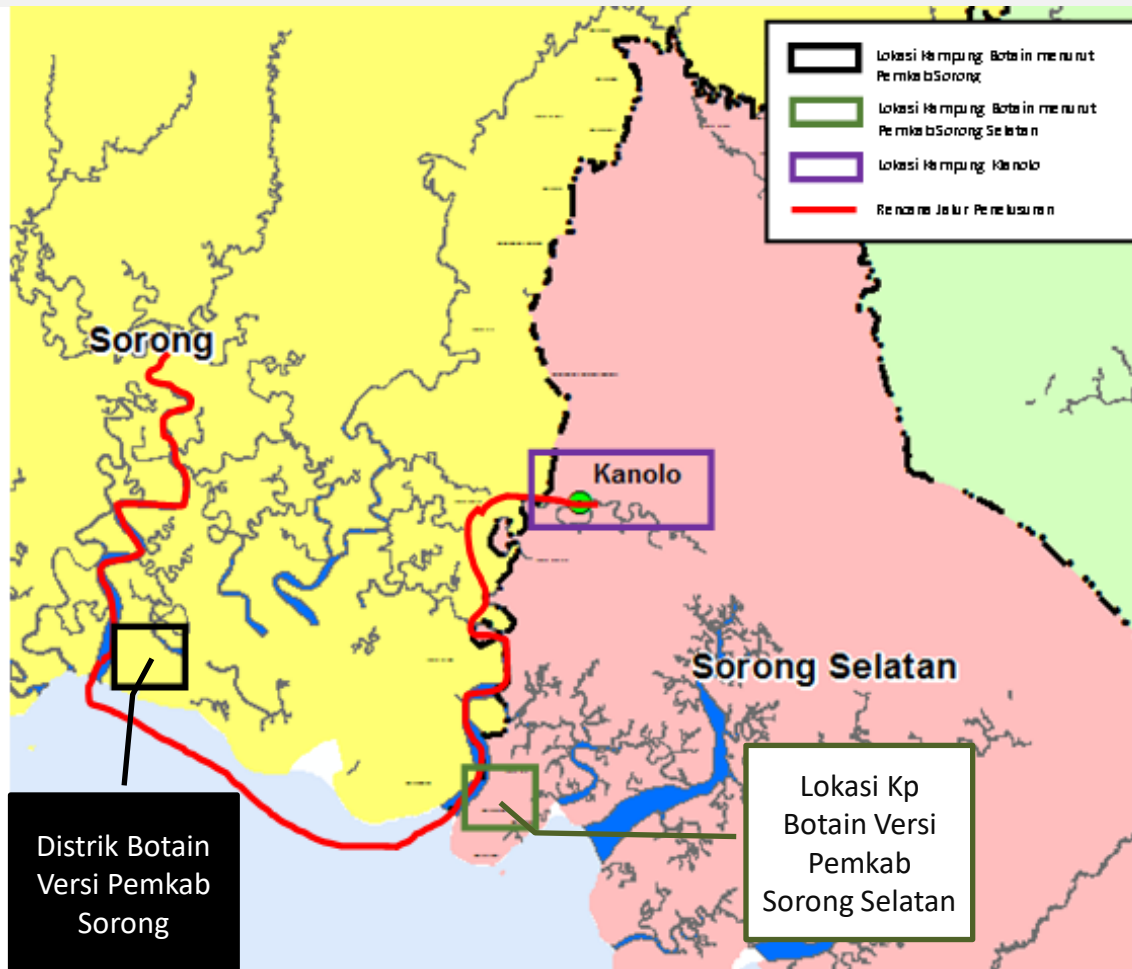 Lokasi Kampung Botain menurut
Pemkab Sorong
Lokasi Kampung Botain menurut
Pemkab Sorong Selatan
Lokasi Kampung Klanolo
Rencana Jalur Penelusuran
Sorong
Kanolo
Sorong Selatan
Distrik Botain
Versi Pemkab
Sorong
Lokasi Kp
Botain Versi
Pemkab
Sorong Selatan